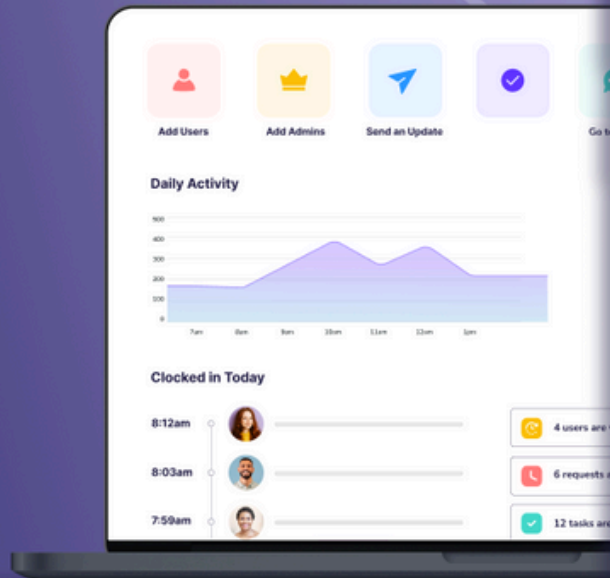 Add Users
Add Admins
Send an Update
Go to
Daily Activity
500
400
300
200
100
0
7am
8am
9am
10am
11am
12am
1pm
Clocked in Today
8:12am
4 users are
8:03am
6 requests
7:59am
12 tasks are